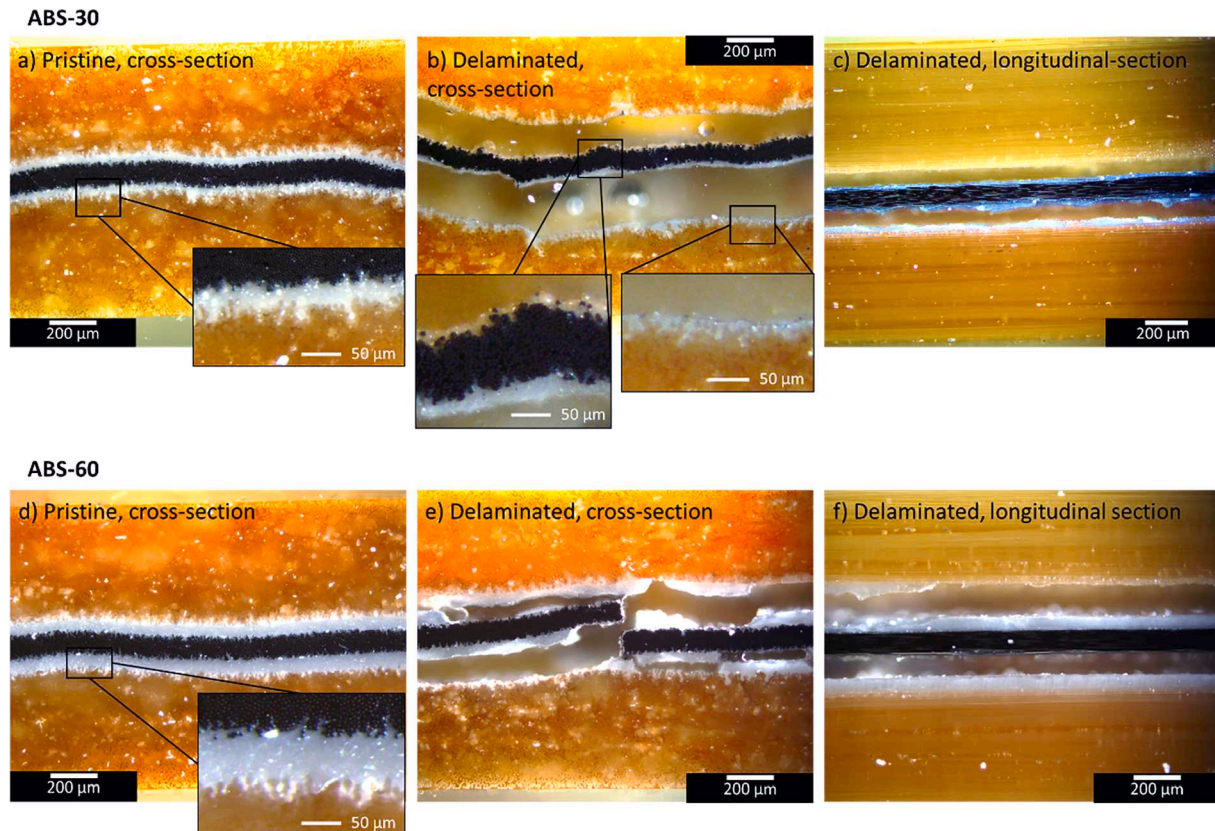 ABS-30
a) Pristine, cross-section
200 µm
50 µm
b) Delaminated,
cross-section
200 µm
50 µm
50 µm
c) Delaminated, longitudinal-section
200 µm
ABS-60
d) Pristine, cross-section
200 µm
50 µm
e) Delaminated, cross-section
200 µm
f) Delaminated, longitudinal section
200 µm